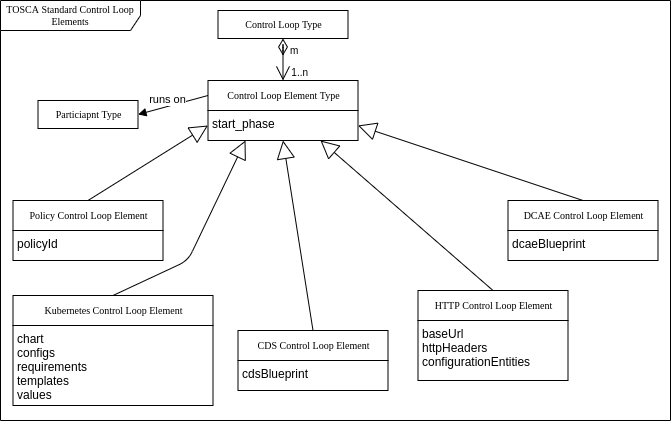 TOSCA Standard Control Loop
Elements
Control Loop Type
m
1..n
Control Loop Element Type
start_phase
runs on
Particiapnt Type
Policy Control Loop Element
policyId
DCAE Control Loop Element
dcaeBlueprint
Kubernetes Control Loop Element
chart
configs
requirements
templates
values
CDS Control Loop Element
cdsBlueprint
HTTP Control Loop Element
baseUrl
httpHeaders
configurationEntities